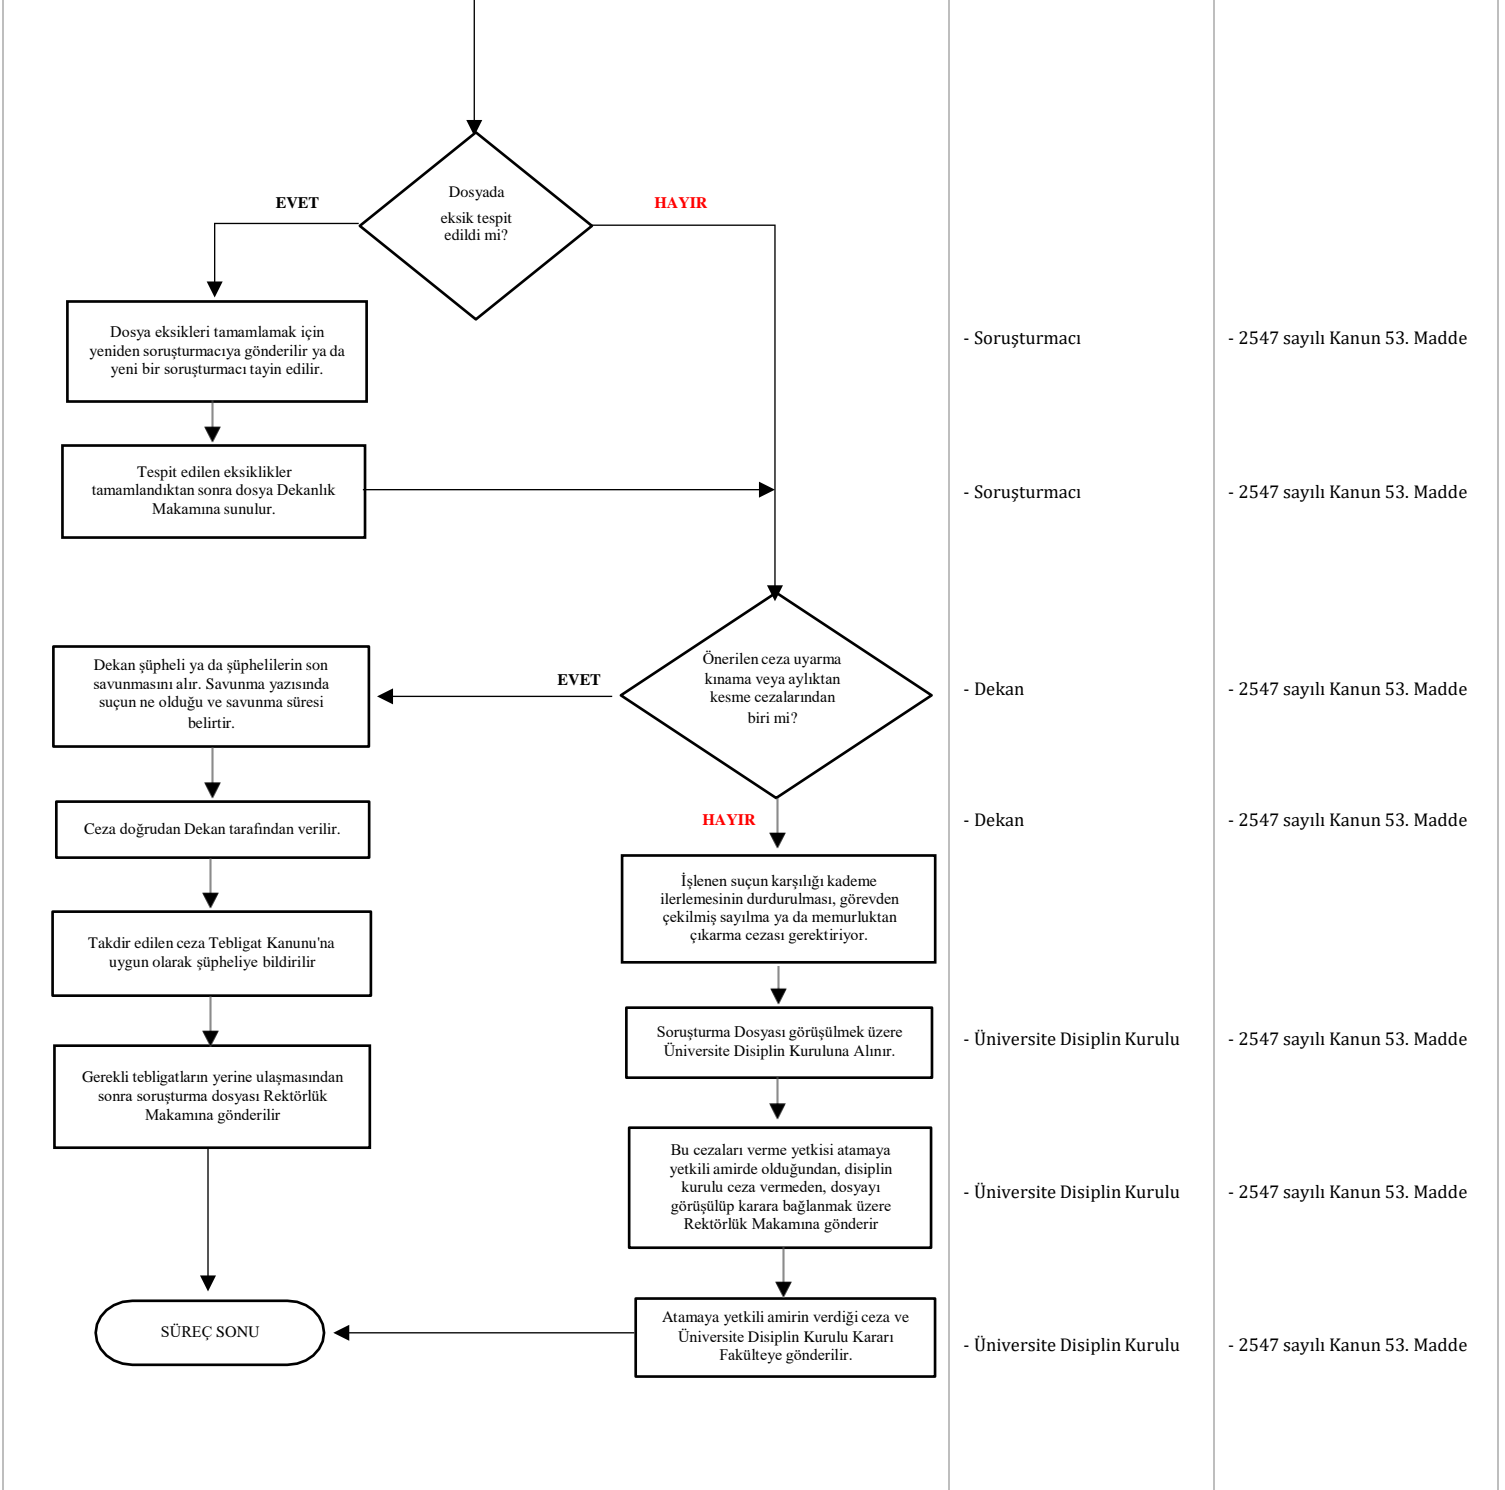 Dosyada
eksik tespit
edildi mi?
EVET
HAYIR
Dosya eksikleri tamamlamak için
yeniden soruşturmacıya gönderilir ya da
yeni bir soruşturmacı tayin edilir.
- Soruşturmacı
- 2547 sayılı Kanun 53. Madde
Tespit edilen eksiklikler
tamamlandıktan sonra dosya Dekanlık
Makamına sunulur.
- Soruşturmacı
- 2547 sayılı Kanun 53. Madde
Önerilen ceza uyarma
kınama veya aylıktan
kesme cezalarından
biri mi?
EVET
Dekan şüpheli ya da şüphelilerin son
savunmasını alır. Savunma yazısında
suçun ne olduğu ve savunma süresi
belirtir.
- Dekan
- 2547 sayılı Kanun 53. Madde
Ceza doğrudan Dekan tarafından verilir.
HAYIR
- Dekan
- 2547 sayılı Kanun 53. Madde
İşlenen suçun karşılığı kademe
ilerlemesinin durdurulması, görevden
çekilmiş sayılma ya da memurluktan
çıkarma cezası gerektiriyor.
Takdir edilen ceza Tebligat Kanunu'na
uygun olarak şüpheliye bildirilir
Soruşturma Dosyası görüşülmek üzere
Üniversite Disiplin Kuruluna Alınır.
- Üniversite Disiplin Kurulu
- 2547 sayılı Kanun 53. Madde
Gerekli tebligatların yerine ulaşmasından
sonra soruşturma dosyası Rektörlük
Makamına gönderilir
Bu cezaları verme yetkisi atamaya
yetkili amirde olduğundan, disiplin
kurulu ceza vermeden, dosyayı
görüşülüp karara bağlanmak üzere
Rektörlük Makamına gönderir
- Üniversite Disiplin Kurulu
- 2547 sayılı Kanun 53. Madde
Atamaya yetkili amirin verdiği ceza ve
Üniversite Disiplin Kurulu Kararı
Fakülteye gönderilir.
- Üniversite Disiplin Kurulu
- 2547 sayılı Kanun 53. Madde
SÜREÇ SONU